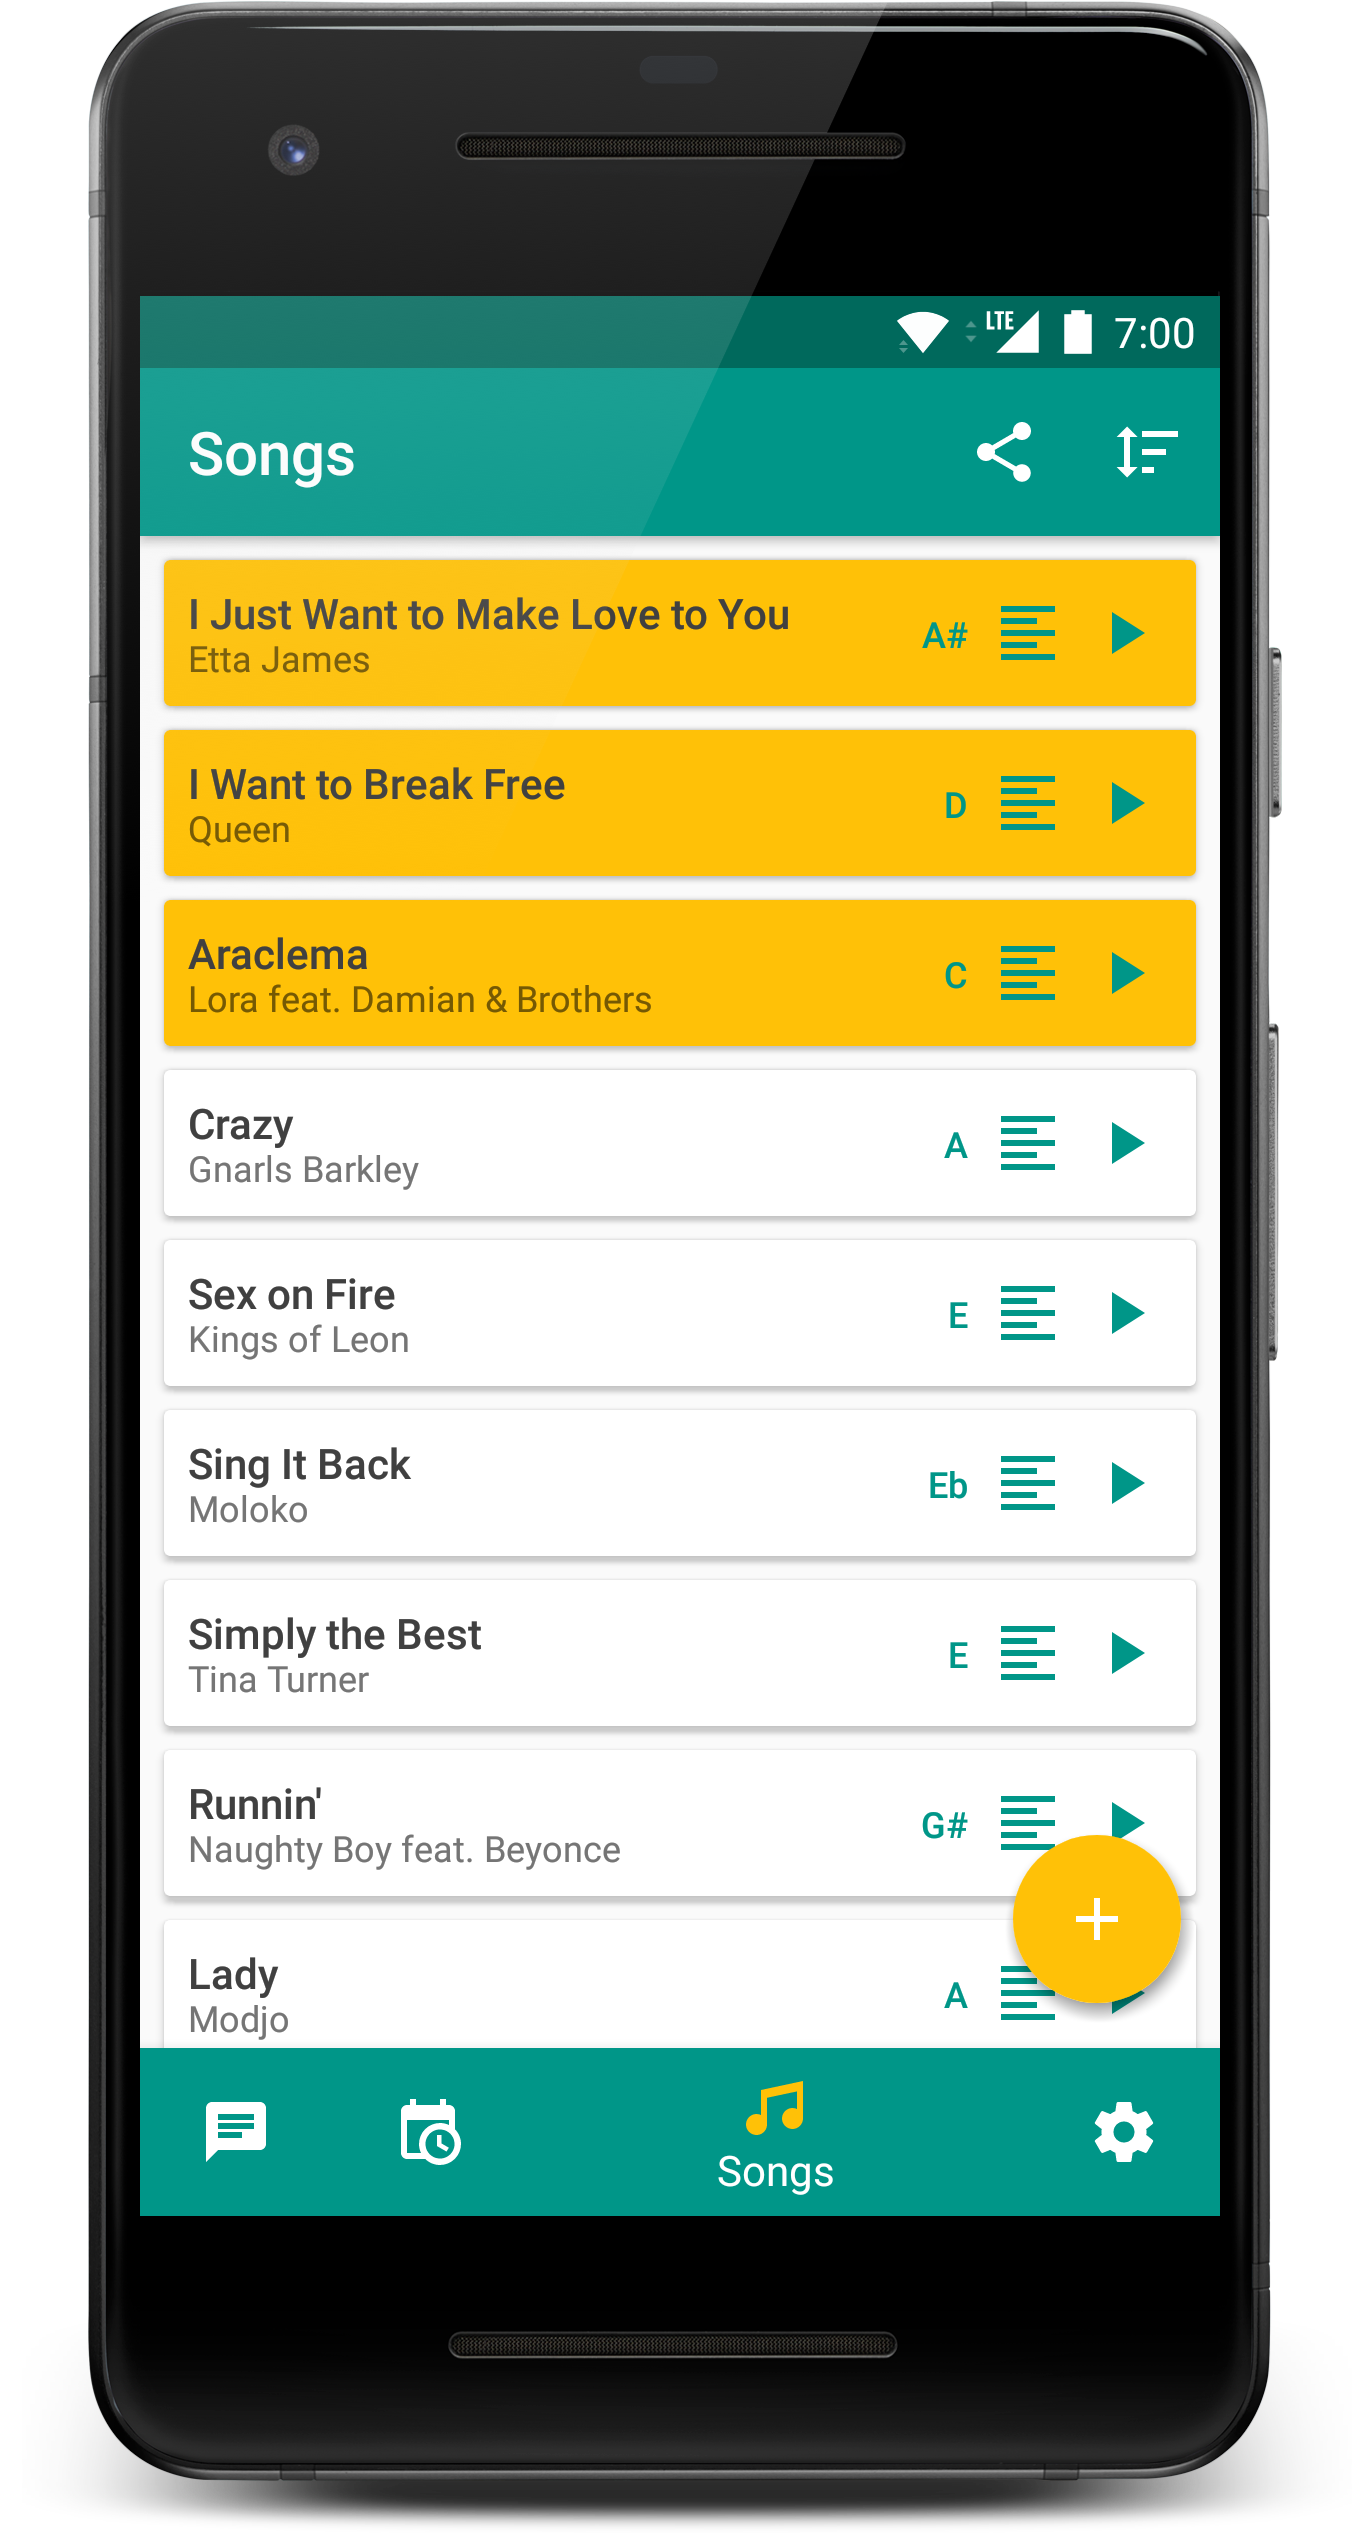 LTE 7:00
Songs
I Just Want to Make Love to You
Etta James
A#
I Want to Break Free
Queen
D
Araclema
Lora feat. Damian & Brothers
C
Crazy
Gnarls Barkley
A
Sex on Fire
Kings of Leon
E
Sing It Back
Moloko
Eb
Simply the Best
Tina Turner
E
Runnin'
Naughty Boy feat. Beyonce
G#
Lady
Modjo
A
Songs